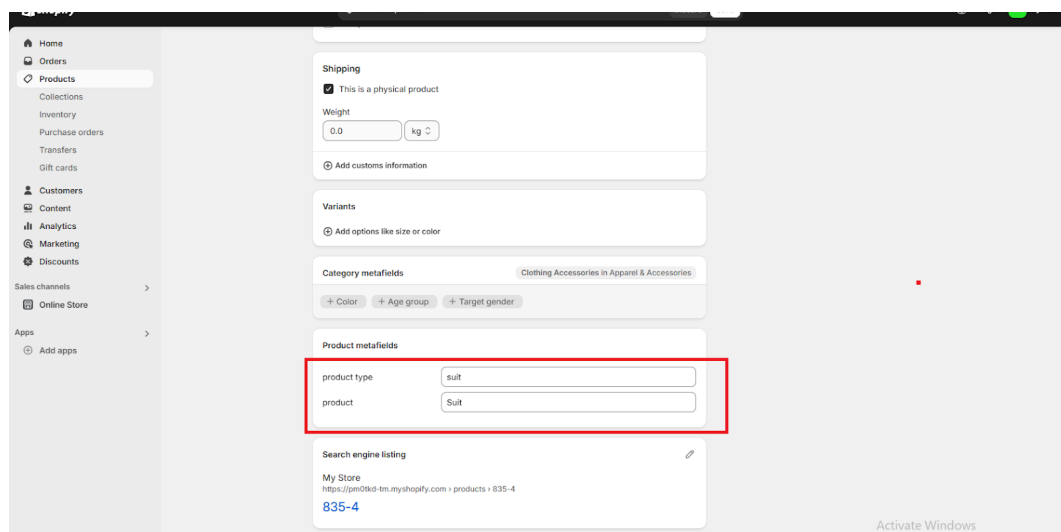 Home
Orders
Products
Collections
Inventory
Purchase orders
Transfers
Gift cards
Customers
Content
Analytics
Marketing
Discounts
Sales channels
Online Store
Apps
Add apps
Shipping
This is a physical product
Weight
0.0 kg
Add customs information
Variants
Add options like size or color
Category metafields Clothing Accessories in Apparel & Accessories
+ Color + Age group + Target gender
Product metafields
product type suit
product Suit
Search engine listing
My Store
https://pm0tkd-tm.myshopify.com › products › 835-4
835-4
Activate Windows